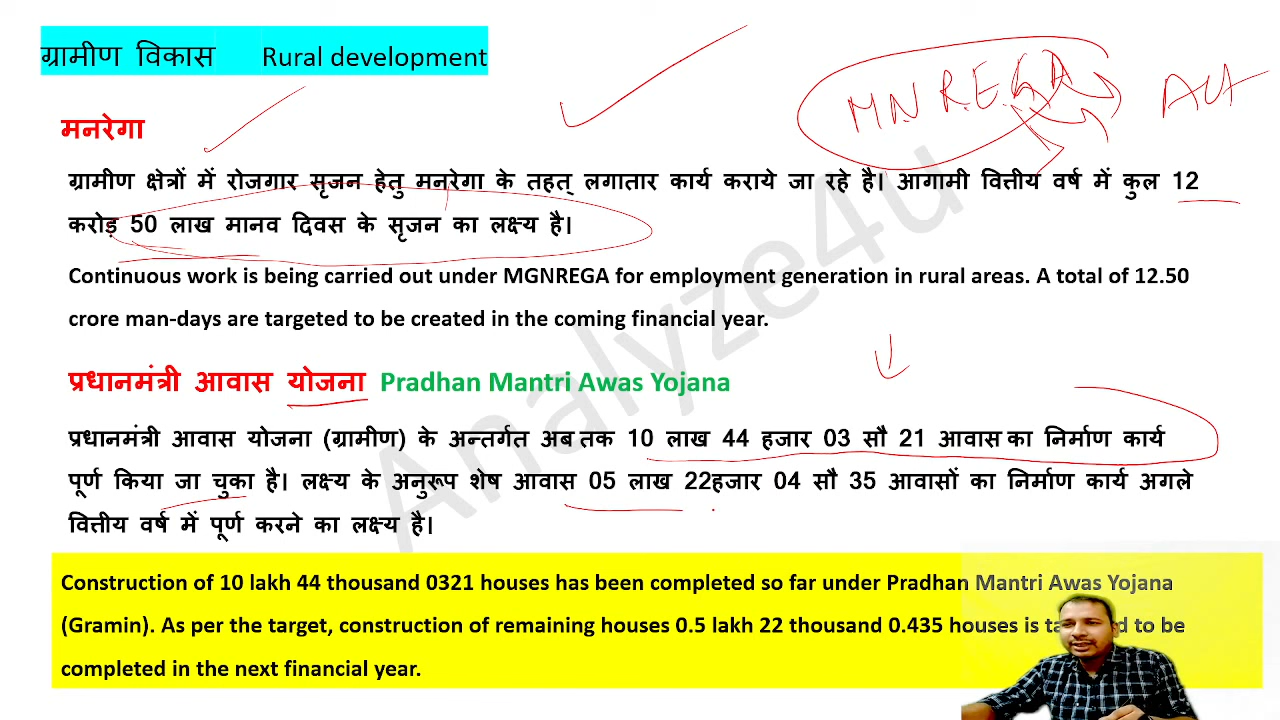 ग्रामीण विकास Rural development
M.N.R.E.G.A
मनरेगा
ग्रामीण क्षेत्रों में रोजगार सृजन हेतु मनरेगा के तहत् लगातार कार्य कराये जा रहे है। आगामी वित्तीय वर्ष में कुल 12
करोड़ 50 लाख मानव दिवस के सृजन का लक्ष्य है।
Continuous work is being carried out under MGNREGA for employment generation in rural areas. A total of 12.50
crore man-days are targeted to be created in the coming financial year.
प्रधानमंत्री आवास योजना Pradhan Mantri Awas Yojana
प्रधानमंत्री आवास योजना (ग्रामीण) के अन्तर्गत अब तक 10 लाख 44 हजार 03 सौ 21 आवास का निर्माण कार्य
पूर्ण किया जा चुका है। लक्ष्य के अनुरूप शेष आवास 05 लाख 22हजार 04 सौ 35 आवासों का निर्माण कार्य अगले
वित्तीय वर्ष में पूर्ण करने का लक्ष्य है।
Construction of 10 lakh 44 thousand 0321 houses has been completed so far under Pradhan Mantri Awas Yojana
(Gramin). As per the target, construction of remaining houses 0.5 lakh 22 thousand 0.435 houses is to be
completed in the next financial year.
Analyze4u